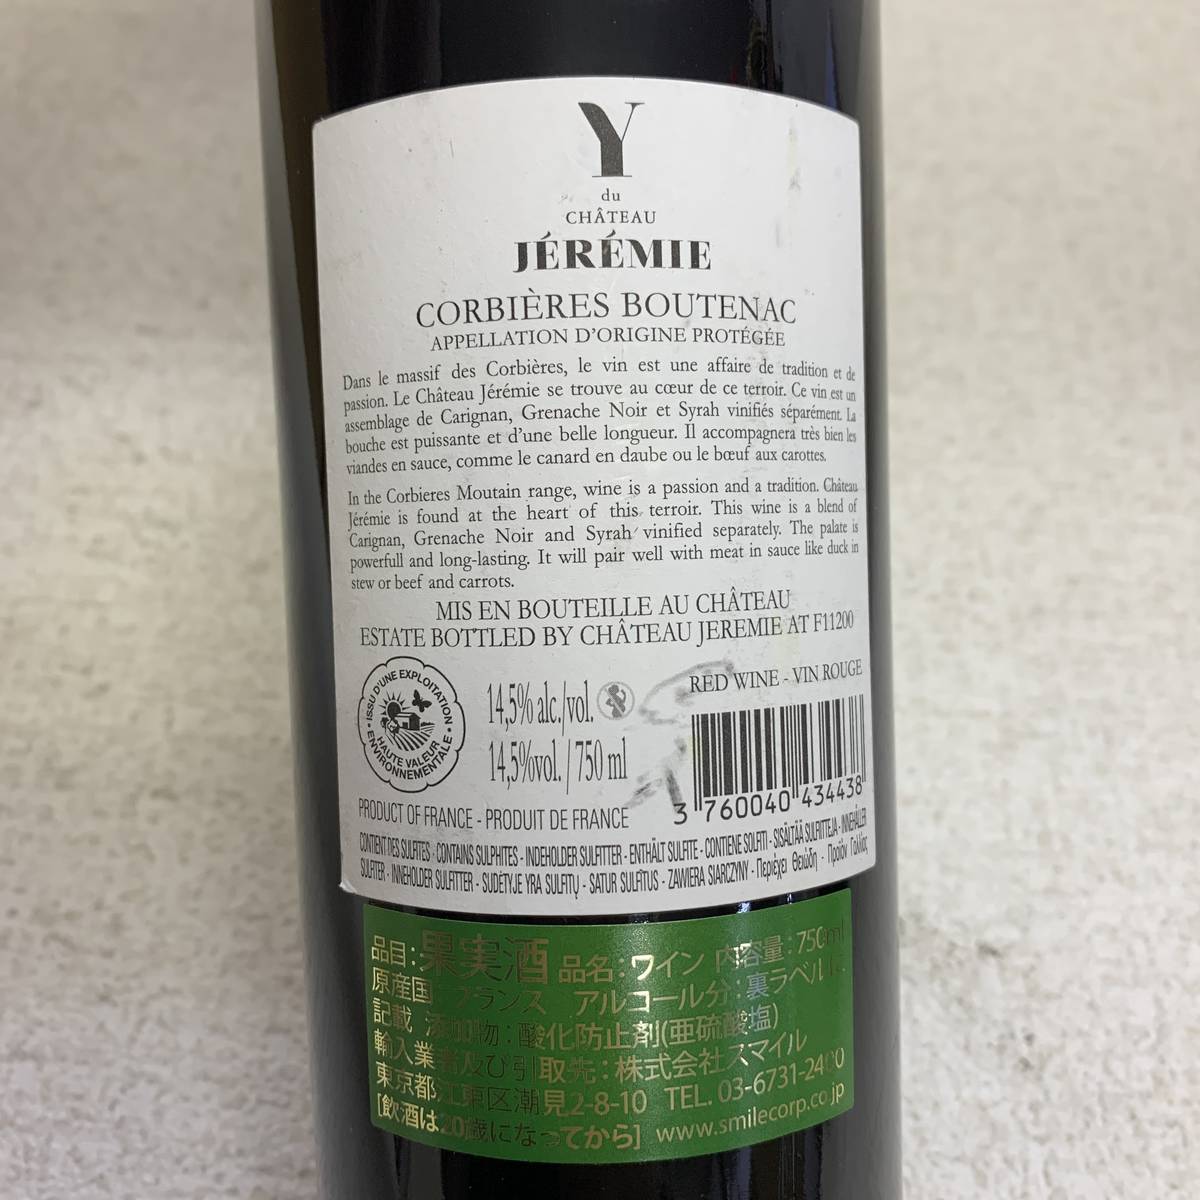 Y
du
CHÂTEAU
JÉRÉMIE
CORBIÈRES BOUTENAC
APPELLATION D'ORIGINE PROTÉGÉE
Dans le massif des Corbières, le vin est une affaire de tradition et de
passion. Le Château Jérémie se trouve au cœur de ce terroir. Ce vin est un
assemblage de Carignan, Grenache Noir et Syrah vinifiés séparément. La
bouche est puissante et d'une belle longueur. Il accompagnera très bien les
viandes en sauce, comme le canard en daube ou le bœuf aux carottes.
In the Corbieres Moutain range, wine is a passion and a tradition. Château
Jérémie is found at the heart of this terroir. This wine is a blend of
Carignan, Grenache Noir and Syrah vinified separately. The palate is
powerfull and long-lasting. It will pair well with meat in sauce like duck in
stew or beef and carrots.
MIS EN BOUTEILLE AU CHÂTEAU
ESTATE BOTTLED BY CHÂTEAU JEREMIE AT F11200
RED WINE - VIN ROUGE
ISSU D'UNE EXPLOITATION
HAUTE VALEUR
ENVIRONNEMENTALE
14,5% alc./vol.
14,5%vol. / 750 ml
3 760040 434438
PRODUCT OF FRANCE - PRODUIT DE FRANCE
CONTIENT DES SULFITES - CONTAINS SULPHITES - INDEHOLDER SULFITTER - ENTHÄLT SULFITE - CONTIENE SOLFITI - SISÄLTÄÄ SULFIITTEJA - INNEHÅLLER
SULFITER - INNEHOLDER SULFITTER - SUDĖTYJE YRA SULFITŲ - SATUR SULFĪTUS - ZAWIERA SIARCZYNY - Περιέχει Θειώδη - Προϊόν Γαλλίας
品目:果実酒 品名:ワイン 内容量:750ml
原産国 フランス アルコール分:裏ラベルに
記載 添加物:酸化防止剤(亜硫酸塩)
輸入業者及び引取先:株式会社スマイル
東京都江東区潮見2-8-10 TEL. 03-6731-2400
[飲酒は20歳になってから] www.smilecorp.co.jp